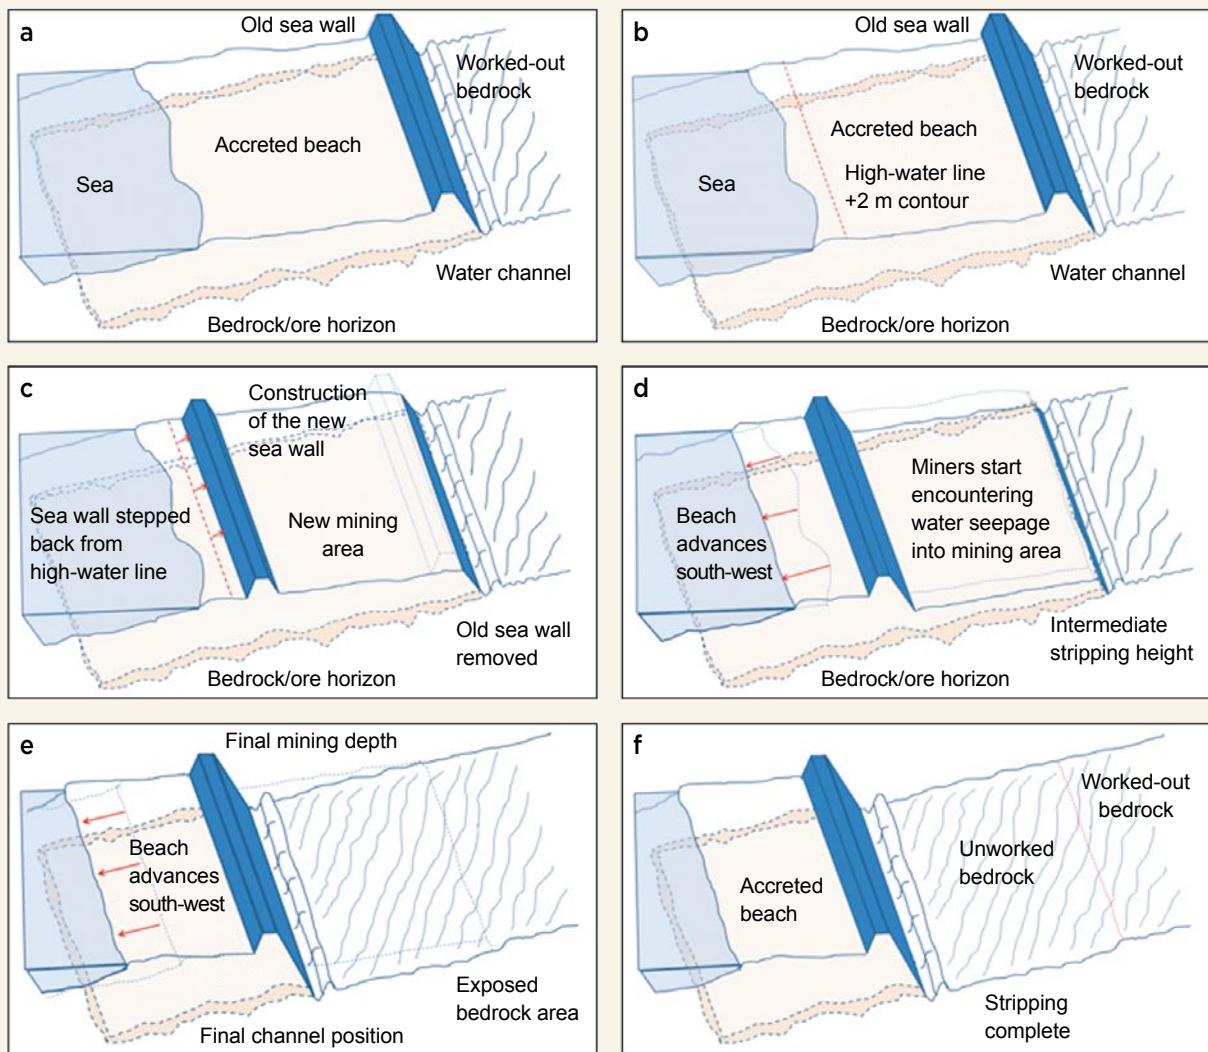 a
Old sea wall
Worked-out
bedrock
Accreted beach
Sea
Water channel
Bedrock/ore horizon
b
Old sea wall
Worked-out
bedrock
Accreted beach
Sea
High-water line
+2 m contour
Water channel
Bedrock/ore horizon
c
Construction
of the new
sea wall
Sea wall stepped
back from
high-water line
New mining
area
Old sea wall
removed
Bedrock/ore horizon
d
Miners start
encountering
water seepage
into mining area
Beach
advances
south-west
Intermediate
stripping height
Bedrock/ore horizon
e
Final mining depth
Beach
advances
south-west
Exposed
bedrock area
Final channel position
f
Worked-out
bedrock
Unworked
bedrock
Accreted
beach
Stripping
complete